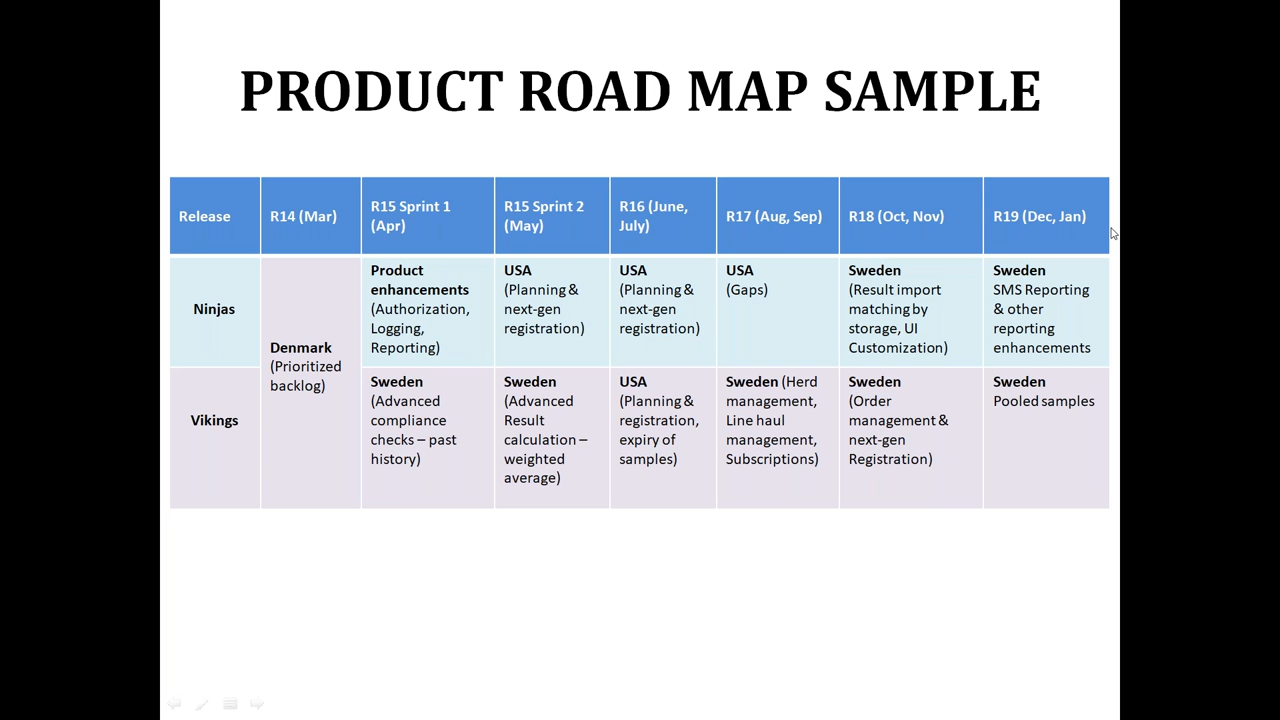 PRODUCT ROAD MAP SAMPLE
Release
R14 (Mar)
R15 Sprint 1
(Apr)
R15 Sprint 2
(May)
R16 (June,
July)
R17 (Aug, Sep)
R18 (Oct, Nov)
R19 (Dec, Jan)
Ninjas
Denmark
(Prioritized
backlog)
Product
enhancements
(Authorization,
Logging,
Reporting)
USA
(Planning &
next-gen
registration)
USA
(Planning &
next-gen
registration)
USA
(Gaps)
Sweden
(Result import
matching by
storage, UI
Customization)
Sweden
SMS Reporting
& other
reporting
enhancements
Vikings
Sweden
(Advanced
compliance
checks – past
history)
Sweden
(Advanced
Result
calculation –
weighted
average)
USA
(Planning &
registration,
expiry of
samples)
Sweden (Herd
management,
Line haul
management,
Subscriptions)
Sweden
(Order
management &
next-gen
Registration)
Sweden
Pooled samples